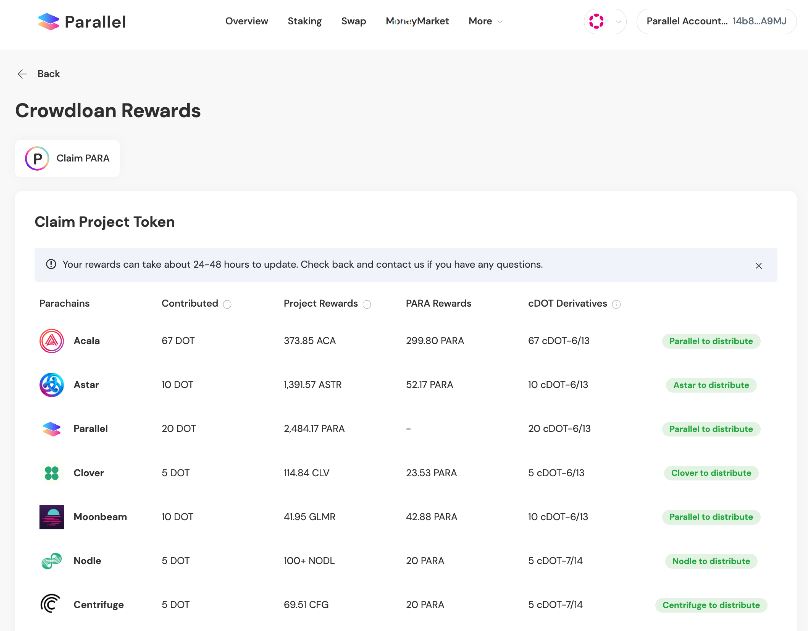 Parallel
Overview Staking Swap MoneyMarket More
Parallel Account... 14b8...A9MJ
Back
Crowdloan Rewards
P Claim PARA
Claim Project Token
Your rewards can take about 24-48 hours to update. Check back and contact us if you have any questions.
Parachains Contributed Project Rewards PARA Rewards cDOT Derivatives
Acala 67 DOT 373.85 ACA 299.80 PARA 67 cDOT-6/13 Parallel to distribute
Astar 10 DOT 1,391.57 ASTR 52.17 PARA 10 cDOT-6/13 Astar to distribute
Parallel 20 DOT 2,484.17 PARA - 20 cDOT-6/13 Parallel to distribute
Clover 5 DOT 114.84 CLV 23.53 PARA 5 cDOT-6/13 Clover to distribute
Moonbeam 10 DOT 41.95 GLMR 42.88 PARA 10 cDOT-6/13 Parallel to distribute
Nodle 5 DOT 100+ NODL 20 PARA 5 cDOT-7/14 Nodle to distribute
Centrifuge 5 DOT 69.51 CFG 20 PARA 5 cDOT-7/14 Centrifuge to distribute